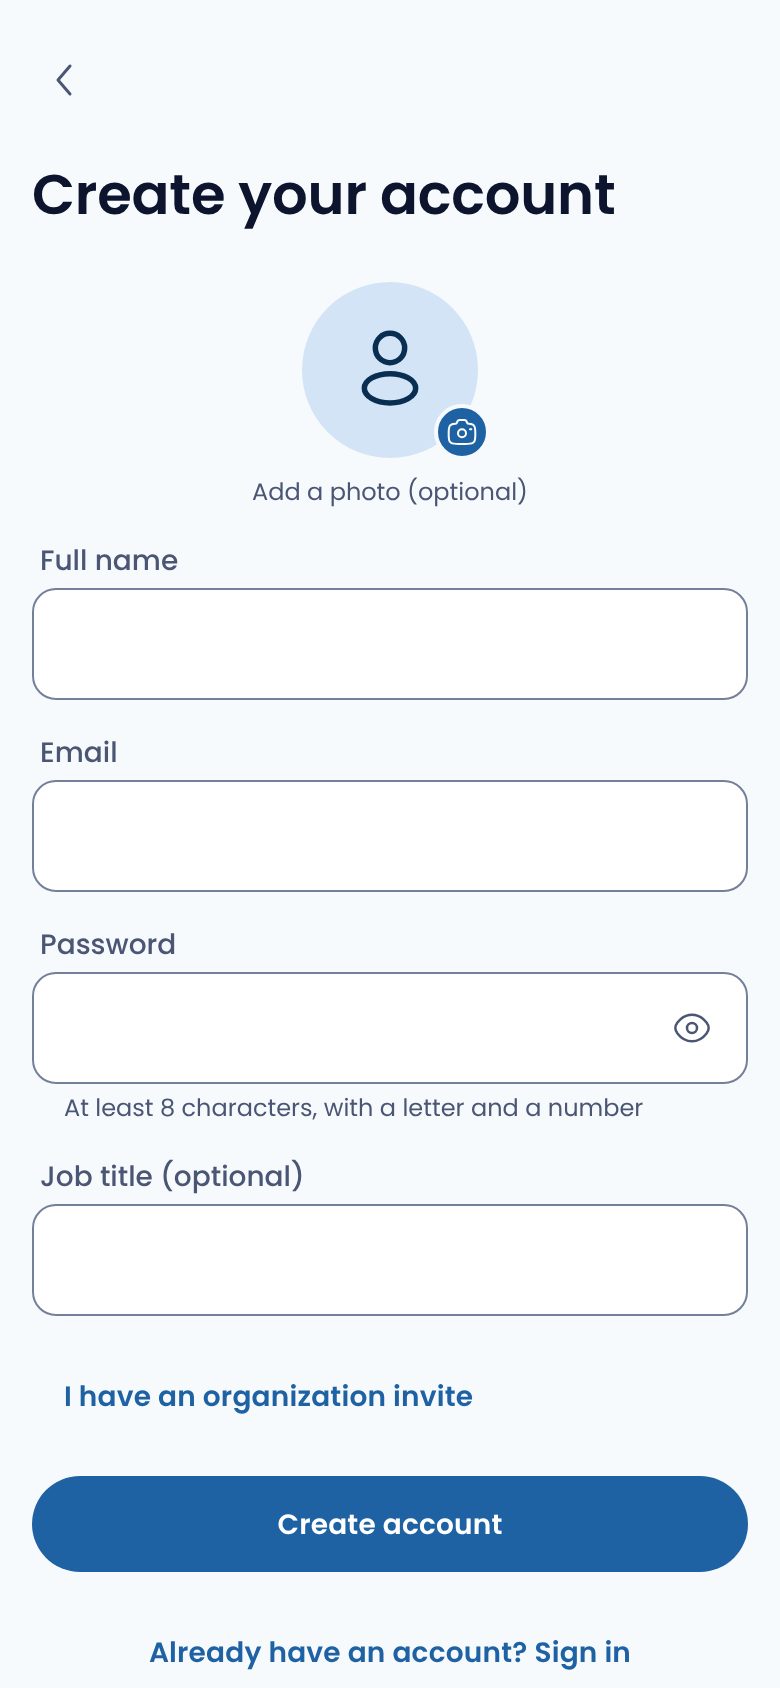 Create your account
Add a photo (optional)
Full name
Email
Password
At least 8 characters, with a letter and a number
Job title (optional)
I have an organization invite
Create account
Already have an account? Sign in